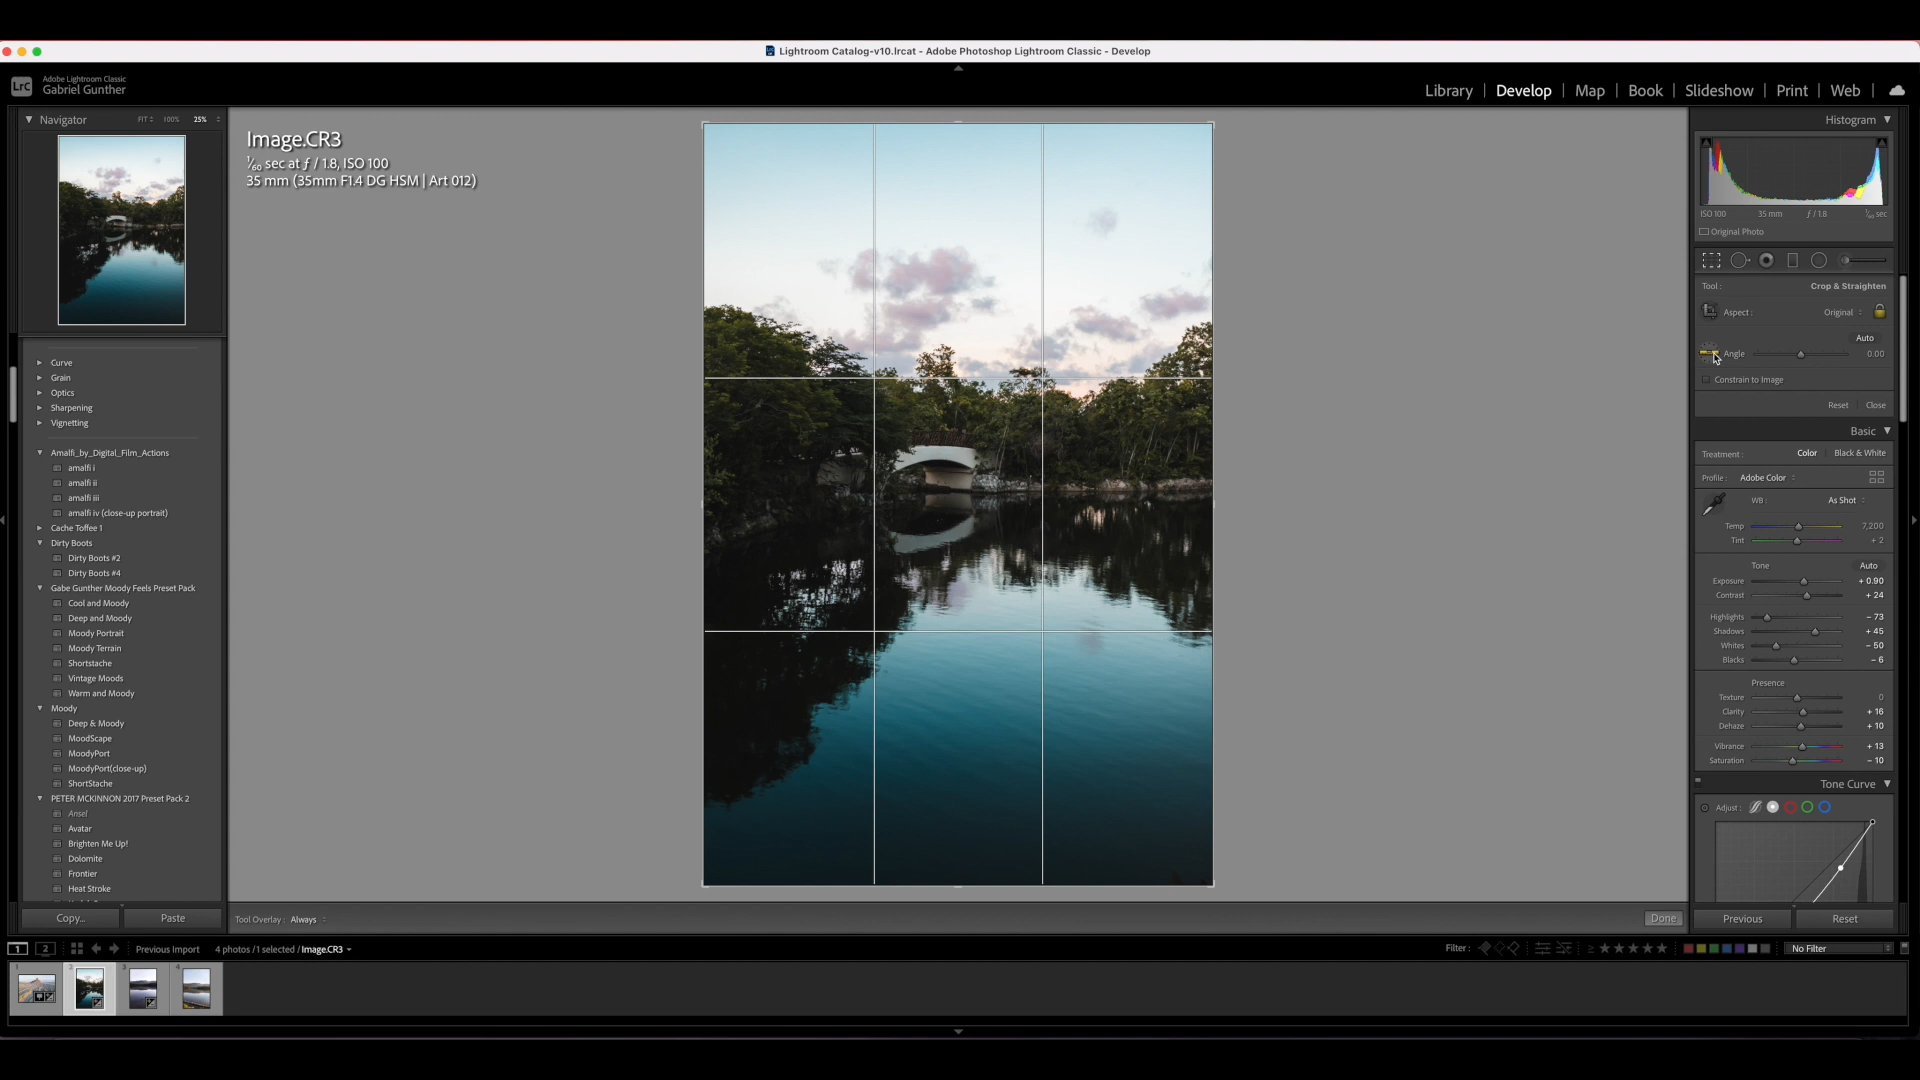 Lightroom Catalog-v10.lrcat - Adobe Photoshop Lightroom Classic - Develop
LrC
Adobe Lightroom Classic
Gabriel Gunther
Library | Develop | Map | Book | Slideshow | Print | Web
Navigator FIT 100% 25%
Image.CR3
1/60 sec at ƒ / 1.8, ISO 100
35 mm (35mm F1.4 DG HSM | Art 012)
Curve
Grain
Optics
Sharpening
Vignetting
Amalfi_by_Digital_Film_Actions
amalfi i
amalfi ii
amalfi iii
amalfi iv (close-up portrait)
Cache Toffee 1
Dirty Boots
Dirty Boots #2
Dirty Boots #4
Gabe Gunther Moody Feels Preset Pack
Cool and Moody
Deep and Moody
Moody Portrait
Moody Terrain
Shortstache
Vintage Moods
Warm and Moody
Moody
Deep & Moody
MoodScape
MoodyPort
MoodyPort(close-up)
ShortStache
PETER MCKINNON 2017 Preset Pack 2
Ansel
Avatar
Brighten Me Up!
Dolomite
Frontier
Heat Stroke
Copy... Paste
Tool Overlay : Always
Done
Histogram
ISO 100 35 mm ƒ / 1.8 1/60 sec
Original Photo
Tool : Crop & Straighten
Aspect : Original
Auto
Angle 0.00
Constrain to Image
Reset Close
Basic
Treatment : Color | Black & White
Profile : Adobe Color
WB : As Shot
Temp 7,200
Tint + 2
Tone Auto
Exposure + 0.90
Contrast + 24
Highlights - 73
Shadows + 45
Whites - 50
Blacks - 6
Presence
Texture 0
Clarity + 16
Dehaze + 10
Vibrance + 13
Saturation - 10
Tone Curve
Adjust :
Previous Reset
1 2 Previous Import 4 photos / 1 selected / Image.CR3
Filter : ≥ ★★★★★ No Filter
1 2 3 4